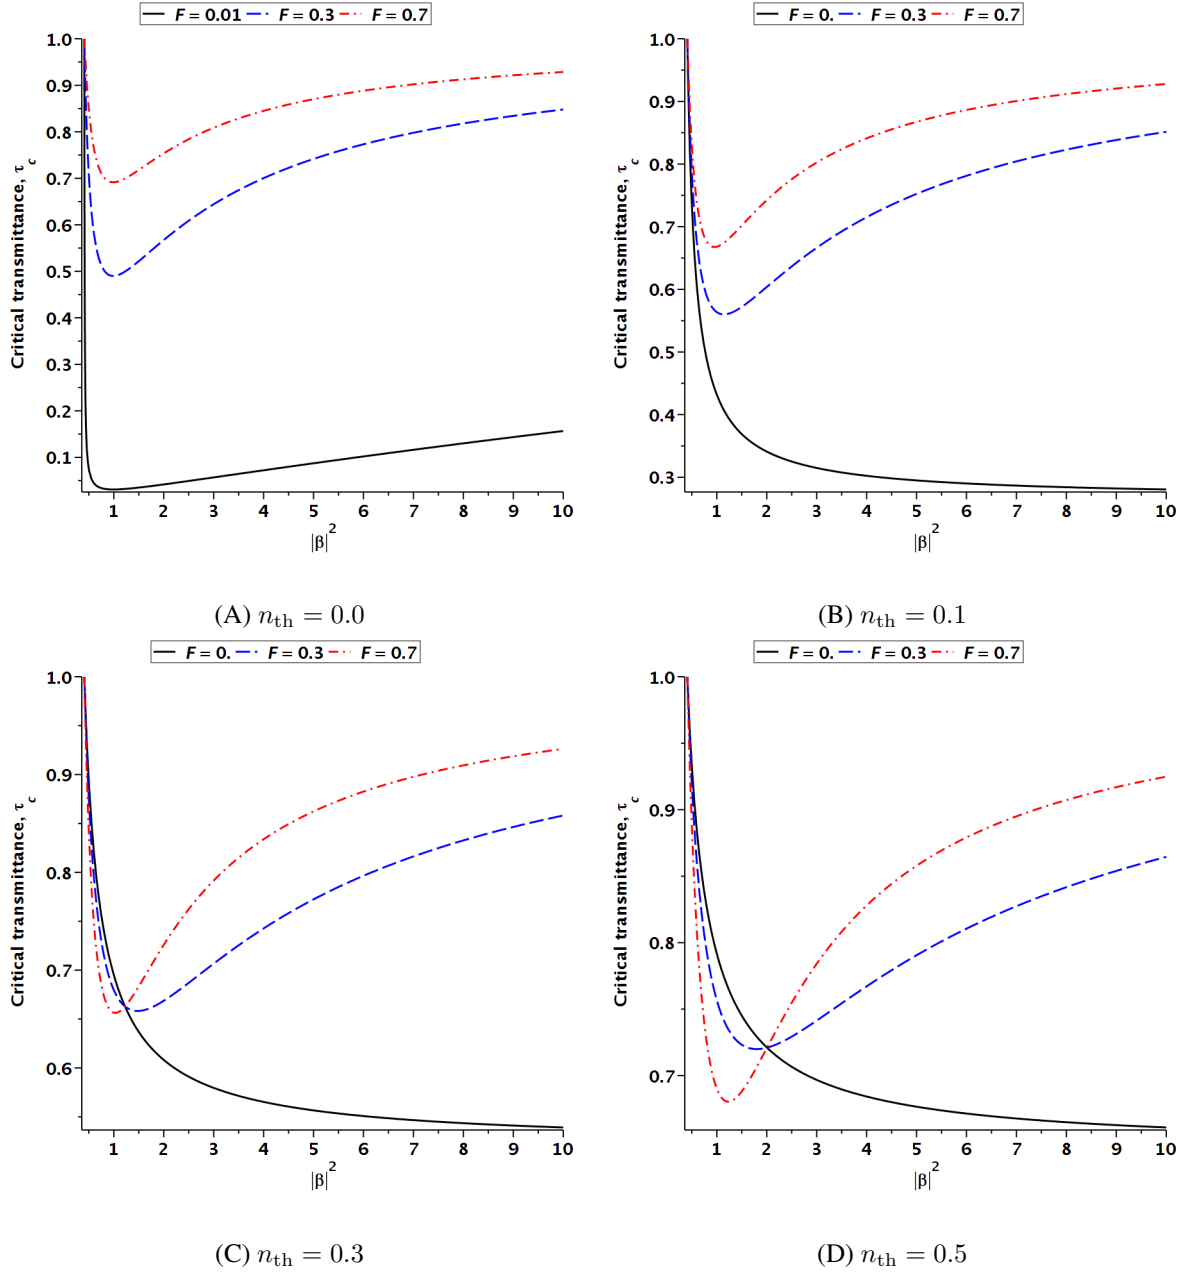 F = 0.01 F = 0.3 F = 0.7
1.0
0.9
0.8
0.7
0.6
0.5
0.4
0.3
0.2
0.1
Critical transmittance, τ c
1 2 3 4 5 6 7 8 9 10
|β|²
(A) nth = 0.0
F = 0. F = 0.3 F = 0.7
1.0
0.9
0.8
0.7
0.6
0.5
0.4
0.3
Critical transmittance, τ c
1 2 3 4 5 6 7 8 9 10
|β|²
(B) nth = 0.1
F = 0. F = 0.3 F = 0.7
1.0
0.9
0.8
0.7
0.6
Critical transmittance, τ c
1 2 3 4 5 6 7 8 9 10
|β|²
(C) nth = 0.3
F = 0. F = 0.3 F = 0.7
1.0
0.9
0.8
0.7
Critical transmittance, τ c
1 2 3 4 5 6 7 8 9 10
|β|²
(D) nth = 0.5